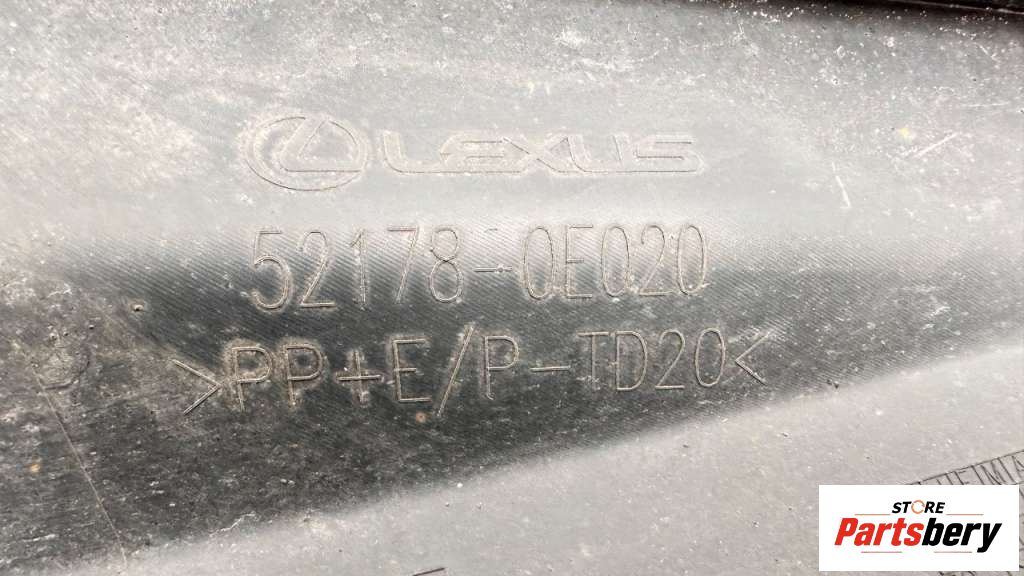 LEXUS
52178-0E020
>PP+E/P-TD20<
STORE
Partsbery